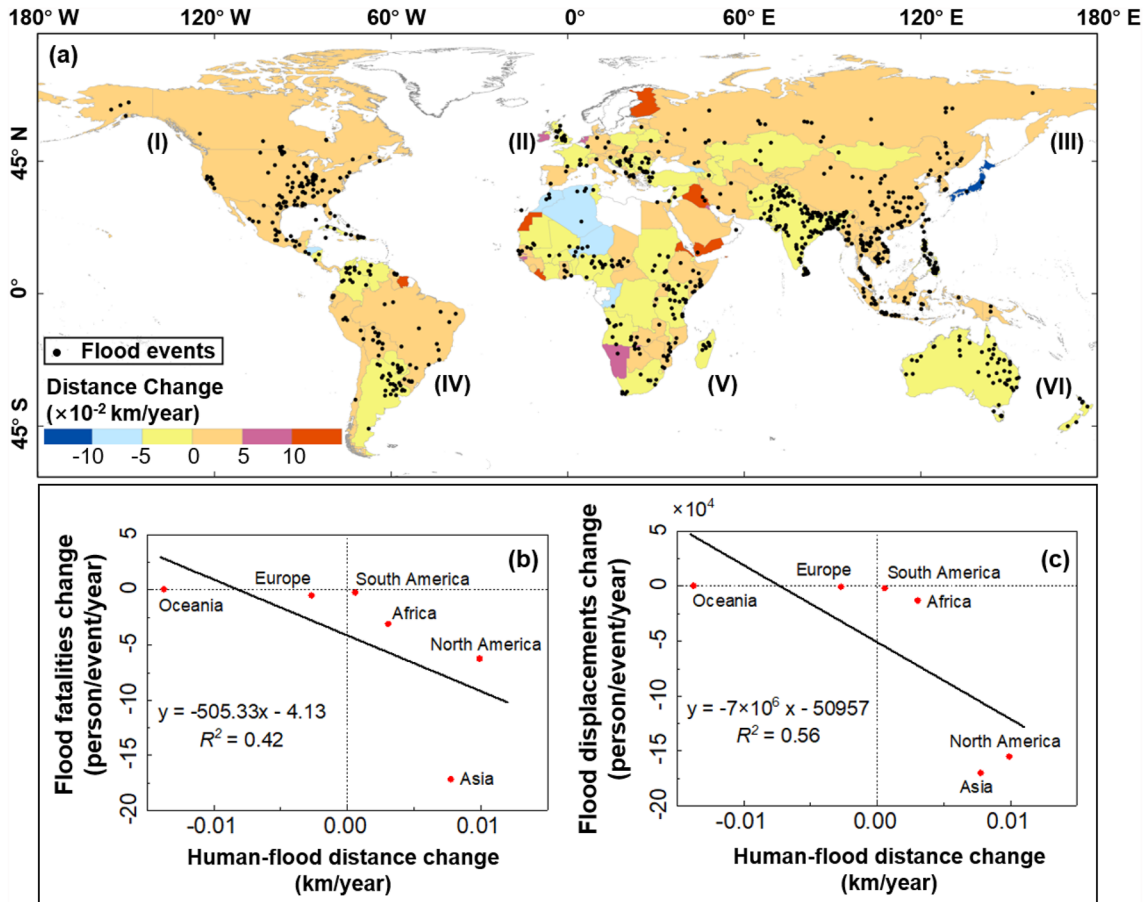 180° W 120° W 60° W 0° 60° E 120° E 180° E
(a)
45° N
0°
45° S
(I)
(II)
(III)
(IV)
(V)
(VI)
Flood events
Distance Change
(×10⁻² km/year)
-10 -5 0 5 10
(b)
Flood fatalities change
(person/event/year)
5
0
-5
-10
-15
-20
Europe
South America
Oceania
Africa
North America
y = -505.33x - 4.13
R² = 0.42
Asia
-0.01 0.00 0.01
Human-flood distance change
(km/year)
(c)
×10⁴
Flood displacements change
(person/event/year)
5
0
-5
-10
-15
-20
Europe
South America
Oceania
Africa
y = -7×10⁶ x - 50957
R² = 0.56
North America
Asia
-0.01 0.00 0.01
Human-flood distance change
(km/year)